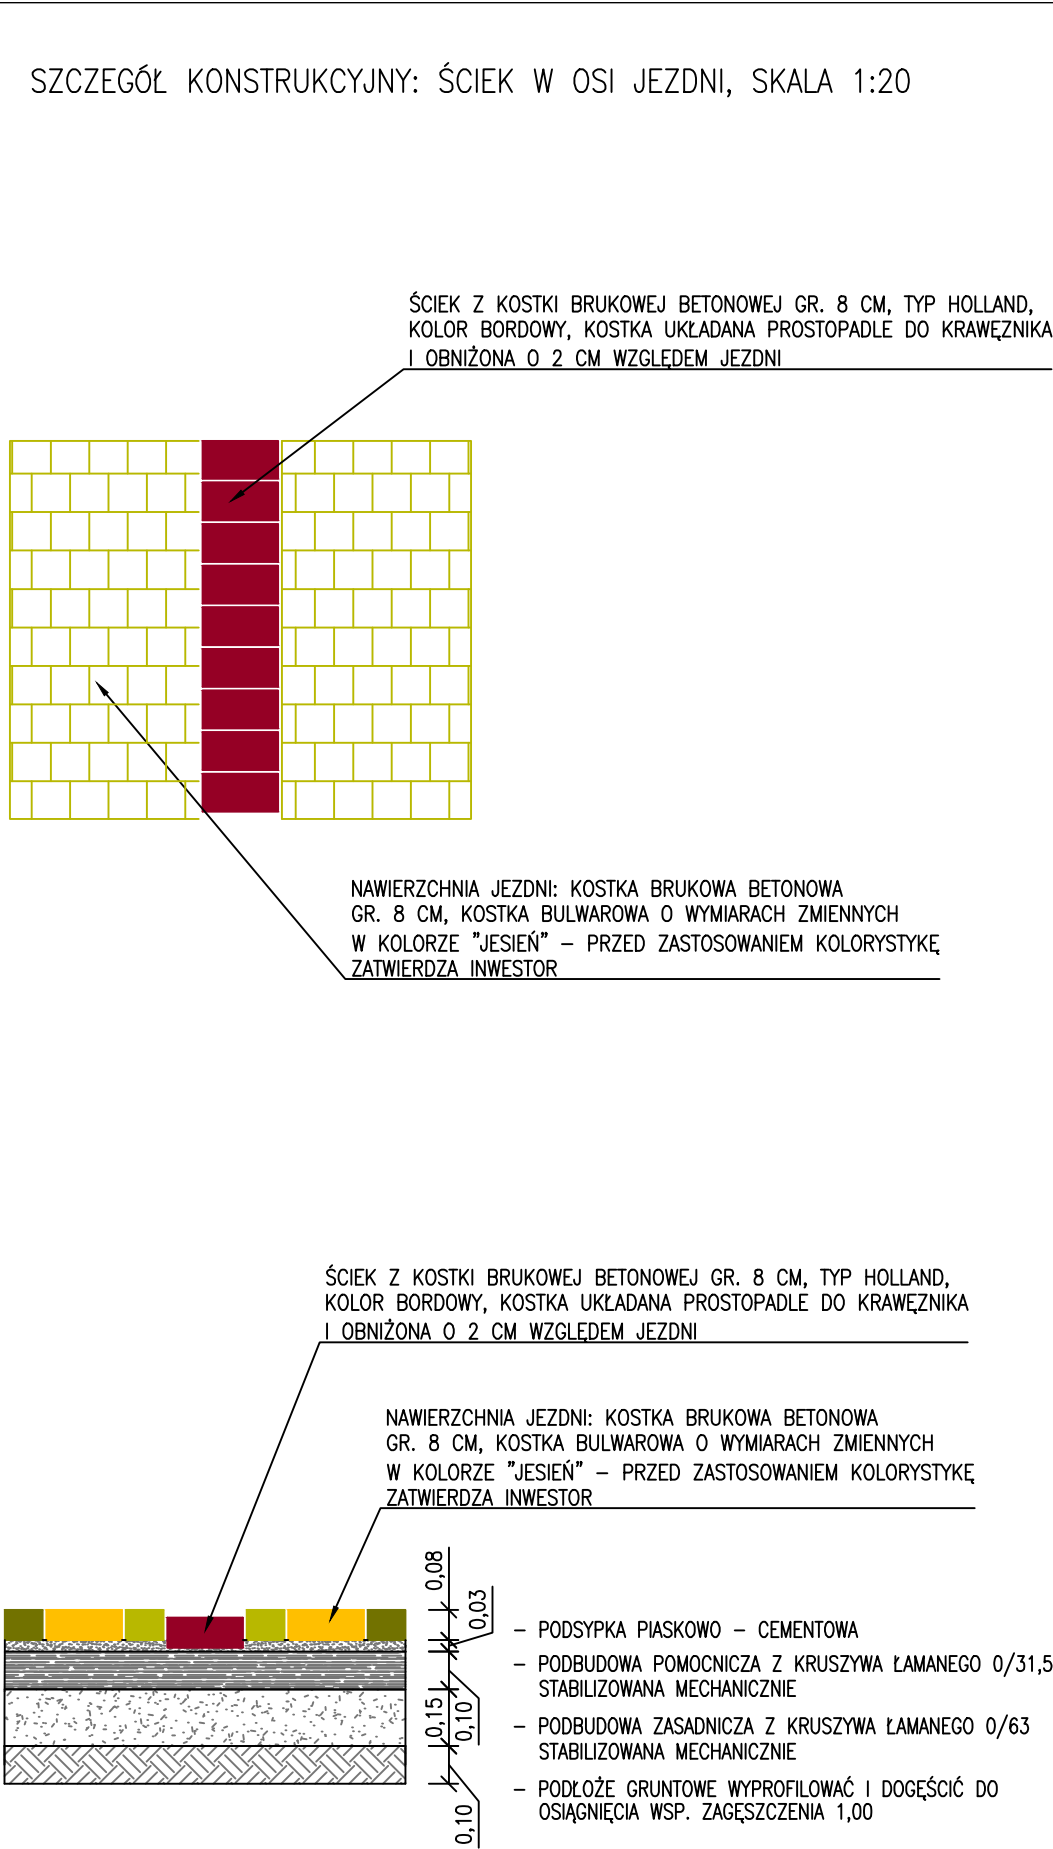 SZCZEGÓŁ KONSTRUKCYJNY: ŚCIEK W OSI JEZDNI, SKALA 1:20
ŚCIEK Z KOSTKI BRUKOWEJ BETONOWEJ GR. 8 CM, TYP HOLLAND,
KOLOR BORDOWY, KOSTKA UKŁADANA PROSTOPADLE DO KRAWĘZNIKA
I OBNIŻONA O 2 CM WZGLĘDEM JEZDNI
NAWIERZCHNIA JEZDNI: KOSTKA BRUKOWA BETONOWA
GR. 8 CM, KOSTKA BULWAROWA O WYMIARACH ZMIENNYCH
W KOLORZE "JESIEŃ" – PRZED ZASTOSOWANIEM KOLORYSTYKĘ
ZATWIERDZA INWESTOR
ŚCIEK Z KOSTKI BRUKOWEJ BETONOWEJ GR. 8 CM, TYP HOLLAND,
KOLOR BORDOWY, KOSTKA UKŁADANA PROSTOPADLE DO KRAWĘZNIKA
I OBNIŻONA O 2 CM WZGLĘDEM JEZDNI
NAWIERZCHNIA JEZDNI: KOSTKA BRUKOWA BETONOWA
GR. 8 CM, KOSTKA BULWAROWA O WYMIARACH ZMIENNYCH
W KOLORZE "JESIEŃ" – PRZED ZASTOSOWANIEM KOLORYSTYKĘ
ZATWIERDZA INWESTOR
0,08
0,03
0,15
0,10
0,10
– PODSYPKA PIASKOWO – CEMENTOWA
– PODBUDOWA POMOCNICZA Z KRUSZYWA ŁAMANEGO 0/31,5
STABILIZOWANA MECHANICZNIE
– PODBUDOWA ZASADNICZA Z KRUSZYWA ŁAMANEGO 0/63
STABILIZOWANA MECHANICZNIE
– PODŁOŻE GRUNTOWE WYPROFILOWAĆ I DOGĘŚCIĆ DO
OSIĄGNIĘCIA WSP. ZAGĘSZCZENIA 1,00